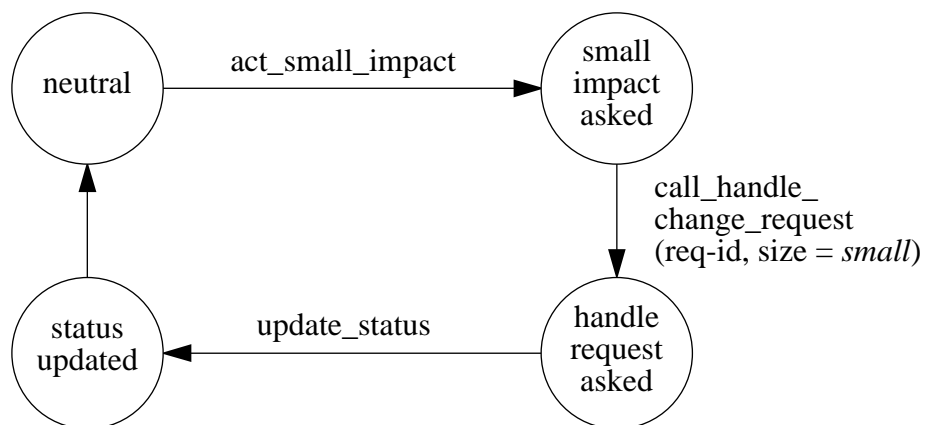 neutral
act_small_impact
small
impact
asked
call_handle_
change_request
(req-id, size = small)
status
updated
update_status
handle
request
asked